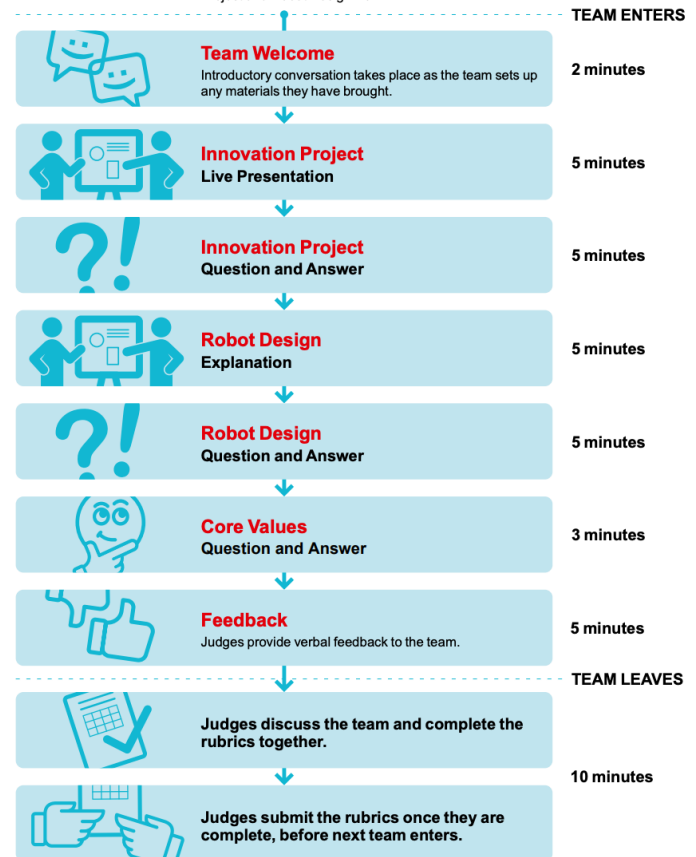 TEAM ENTERS
Team Welcome
Introductory conversation takes place as the team sets up
any materials they have brought.
2 minutes
Innovation Project
Live Presentation
5 minutes
Innovation Project
Question and Answer
5 minutes
Robot Design
Explanation
5 minutes
Robot Design
Question and Answer
5 minutes
Core Values
Question and Answer
3 minutes
Feedback
Judges provide verbal feedback to the team.
5 minutes
TEAM LEAVES
Judges discuss the team and complete the
rubrics together.
10 minutes
Judges submit the rubrics once they are
complete, before next team enters.